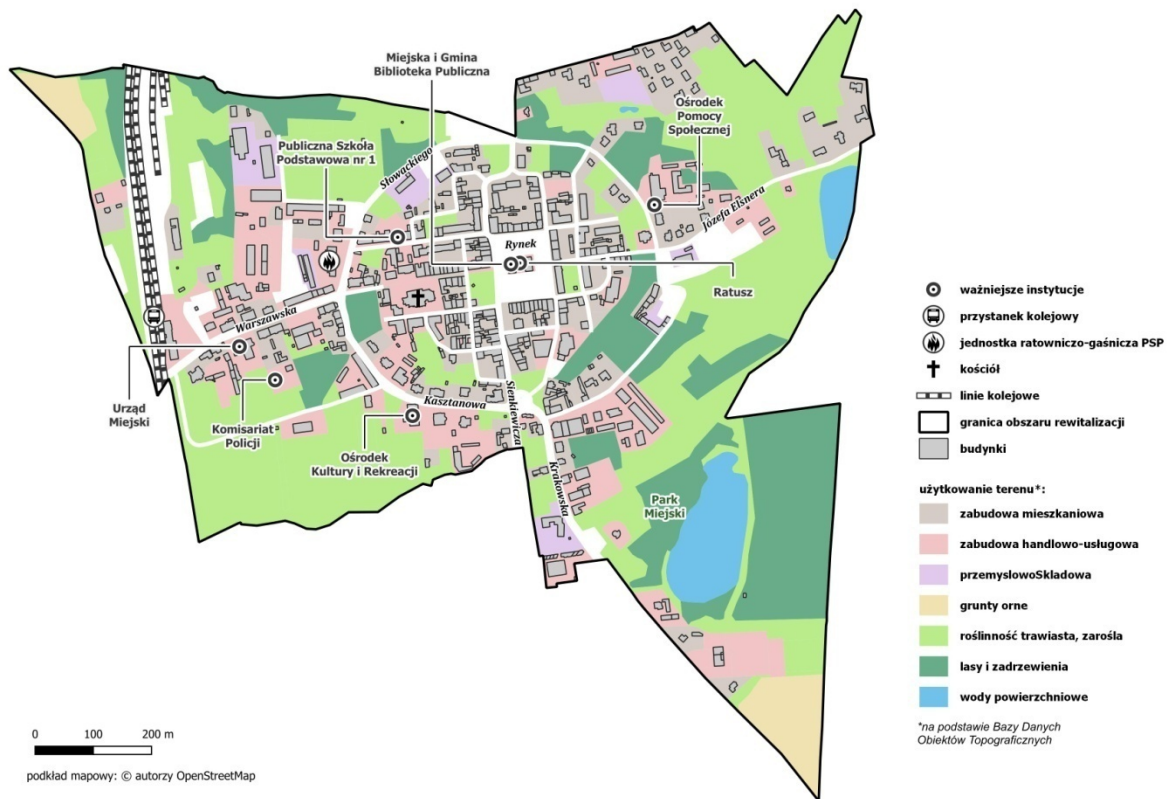 Miejska i Gmina
Biblioteka Publiczna
Ośrodek
Pomocy
Społecznej
Publiczna Szkoła
Podstawowa nr 1
Słowackiego
Józefa Elsnera
Rynek
Ratusz
Warszawska
Urząd
Miejski
Komisariat
Policji
Kasztanowa
Sienkiewicza
Ośrodek
Kultury i Rekreacji
Krakowska
Park
Miejski
ważniejsze instytucje
przystanek kolejowy
jednostka ratowniczo-gaśnicza PSP
kościół
linie kolejowe
granica obszaru rewitalizacji
budynki
użytkowanie terenu*:
zabudowa mieszkaniowa
zabudowa handlowo-usługowa
przemysłowoSkładowa
grunty orne
roślinność trawiasta, zarośla
lasy i zadrzewienia
wody powierzchniowe
*na podstawie Bazy Danych
Obiektów Topograficznych
0 100 200 m
podkład mapowy: © autorzy OpenStreetMap